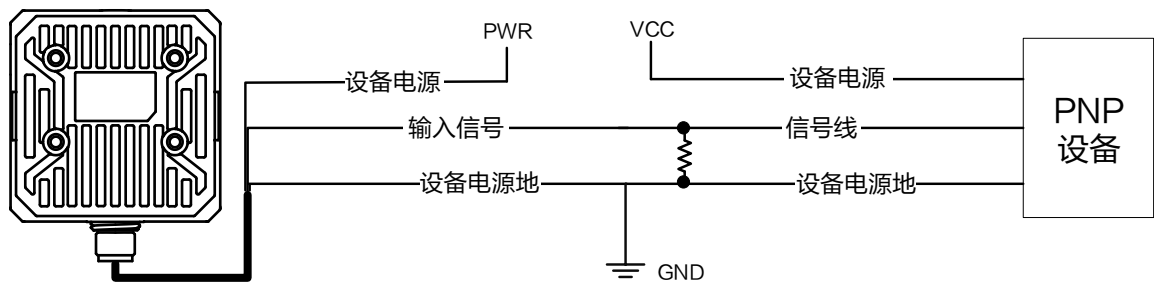 PWR
VCC
设备电源
设备电源
输入信号
信号线
设备电源地
设备电源地
PNP
设备
GND